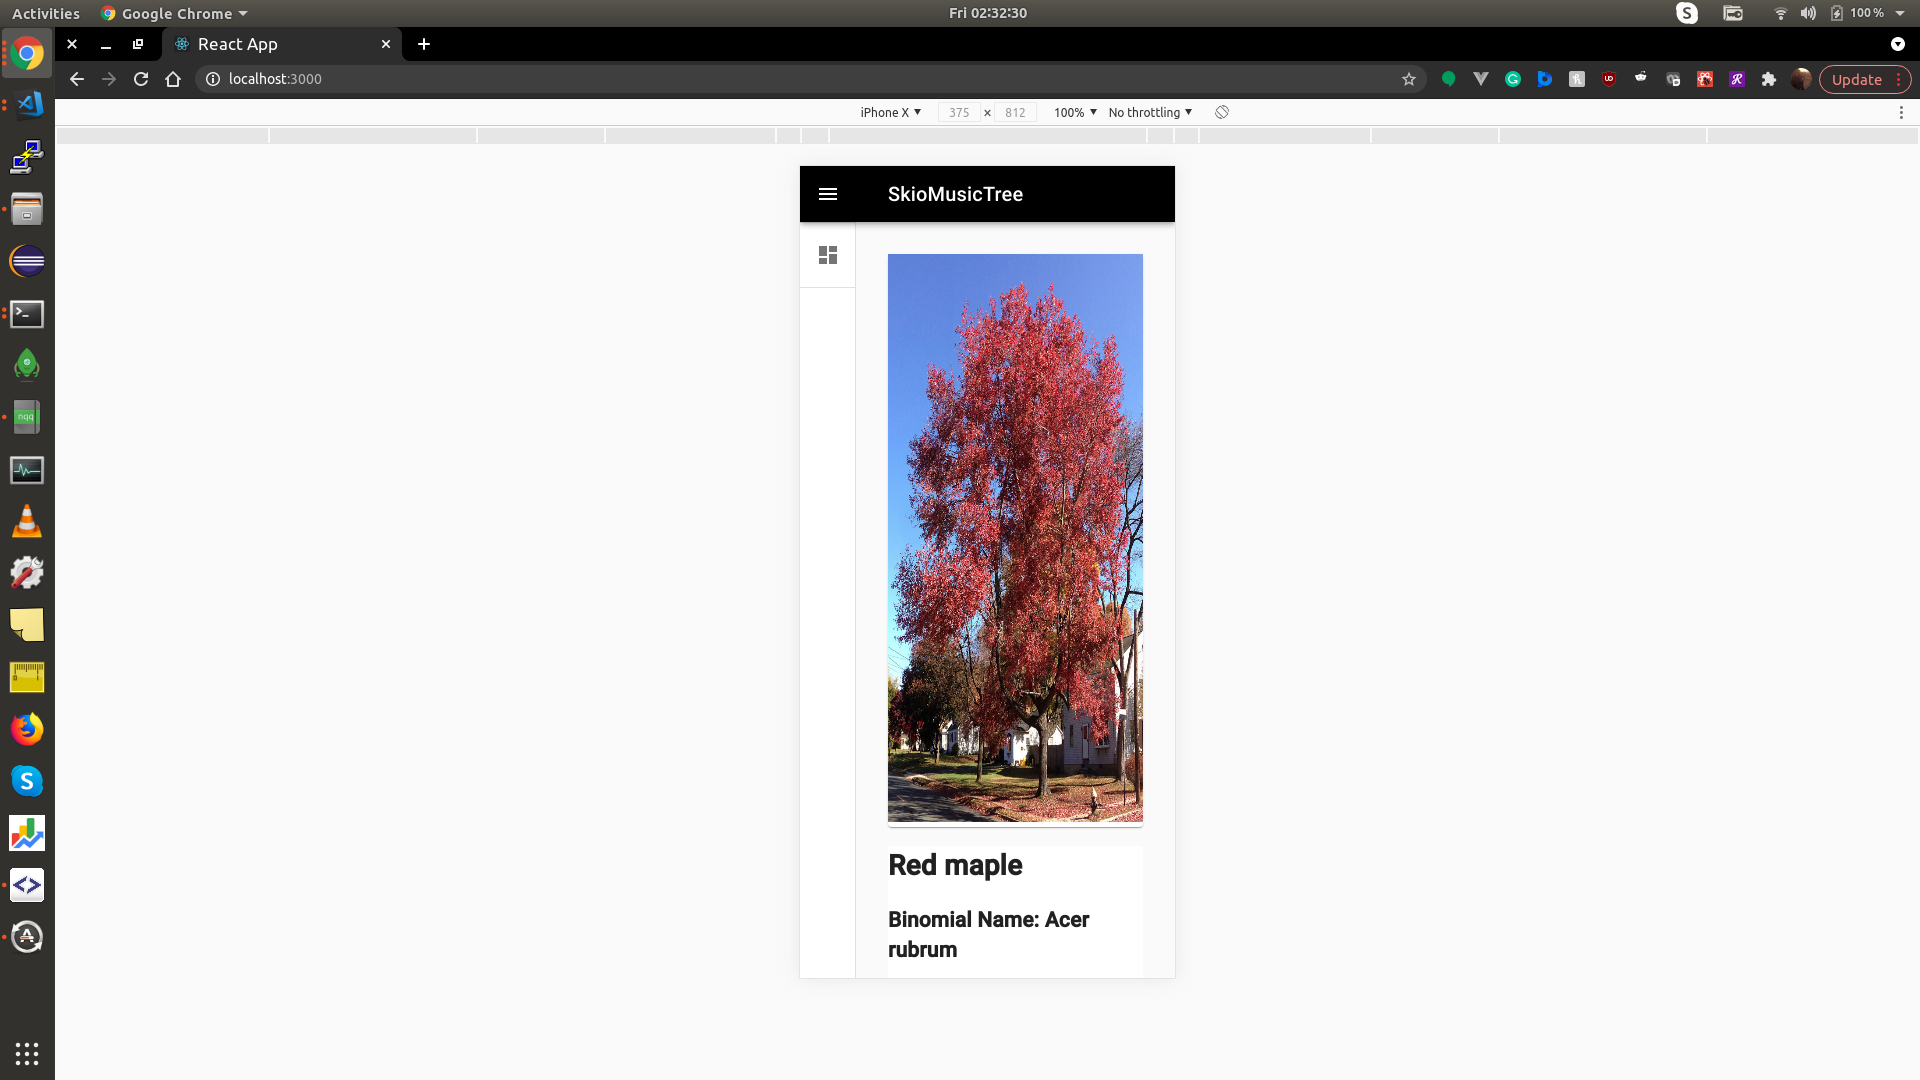 Activities
Google Chrome
Fri 02:32:30
100 %
React App
localhost:3000
Update
iPhone X
375 × 812
100%
No throttling
SkioMusicTree
Red maple
Binomial Name: Acer
rubrum
nqq